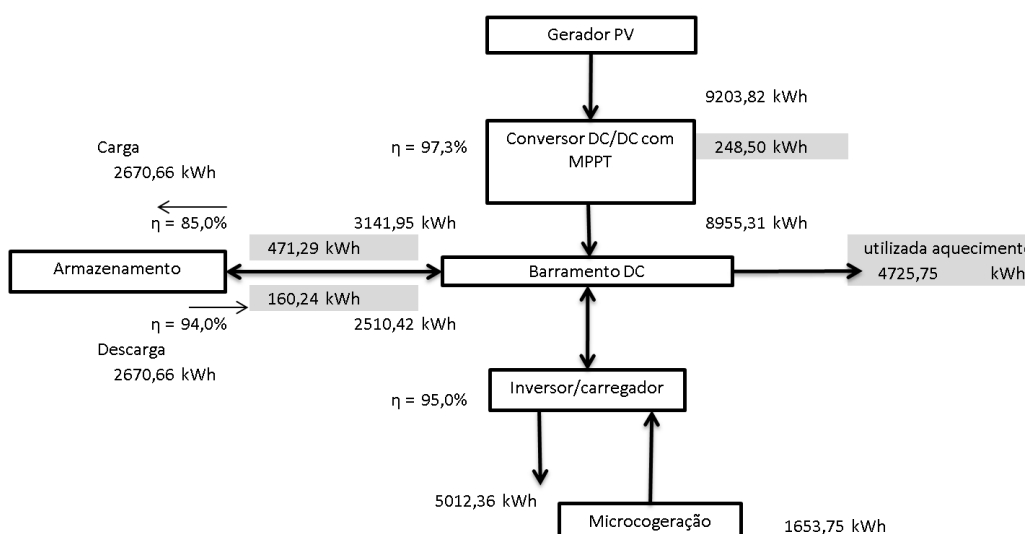 Gerador PV
9203,82 kWh
Conversor DC/DC com
MPPT
η = 97,3%
248,50 kWh
Carga
2670,66 kWh
η = 85,0%
3141,95 kWh
8955,31 kWh
471,29 kWh
utilizada aquecimento
4725,75 kWh
Armazenamento
Barramento DC
160,24 kWh
η = 94,0%
2510,42 kWh
Descarga
2670,66 kWh
Inversor/carregador
η = 95,0%
5012,36 kWh
Microcogeração
1653,75 kWh